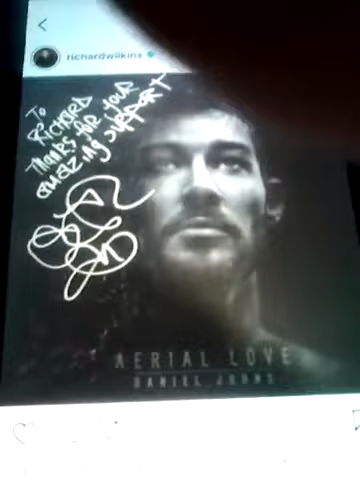 richardwilkins
To
RICHARD
Thanks for your
amazing support
AERIAL LOVE
DANIEL JOHNS